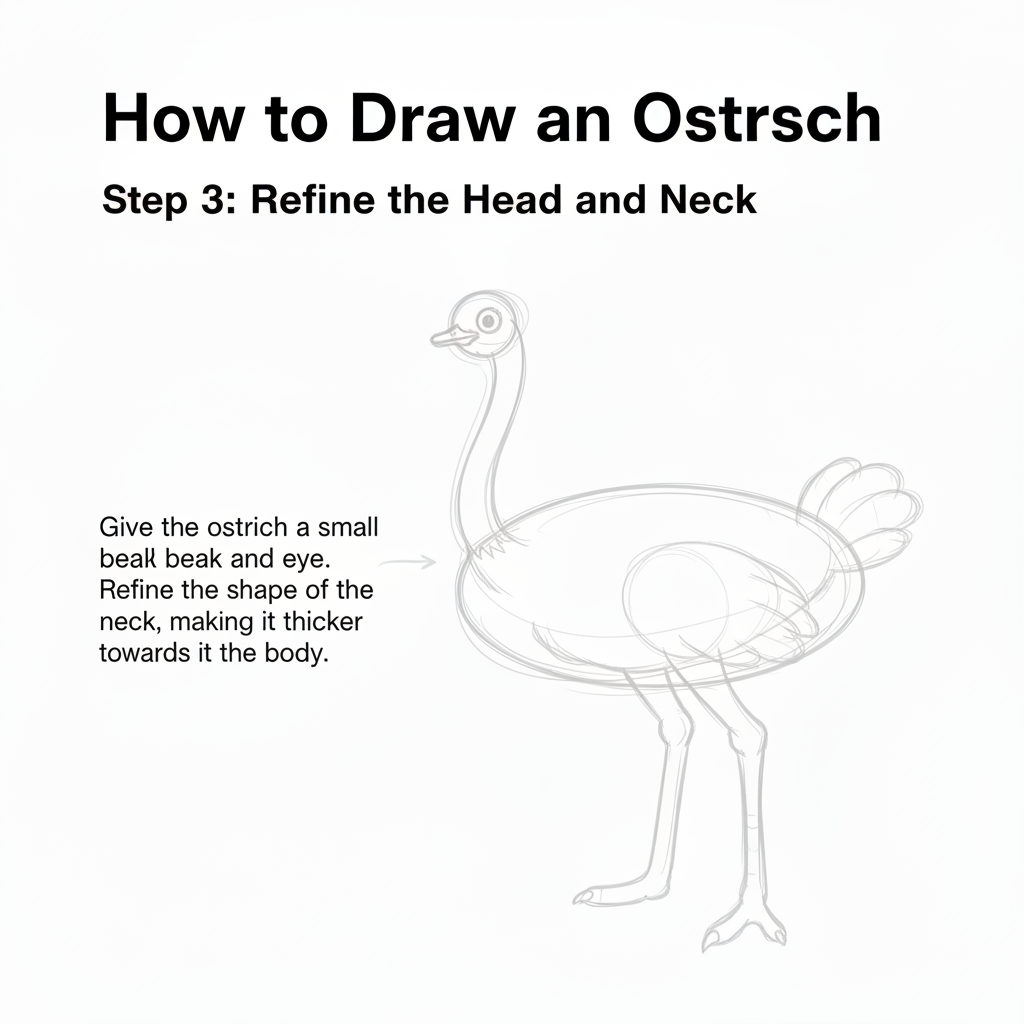 How to Draw an Ostrsch
Step 3: Refine the Head and Neck
Give the ostrich a small
beak beak and eye.
Refine the shape of the
neck, making it thicker
towards it the body.